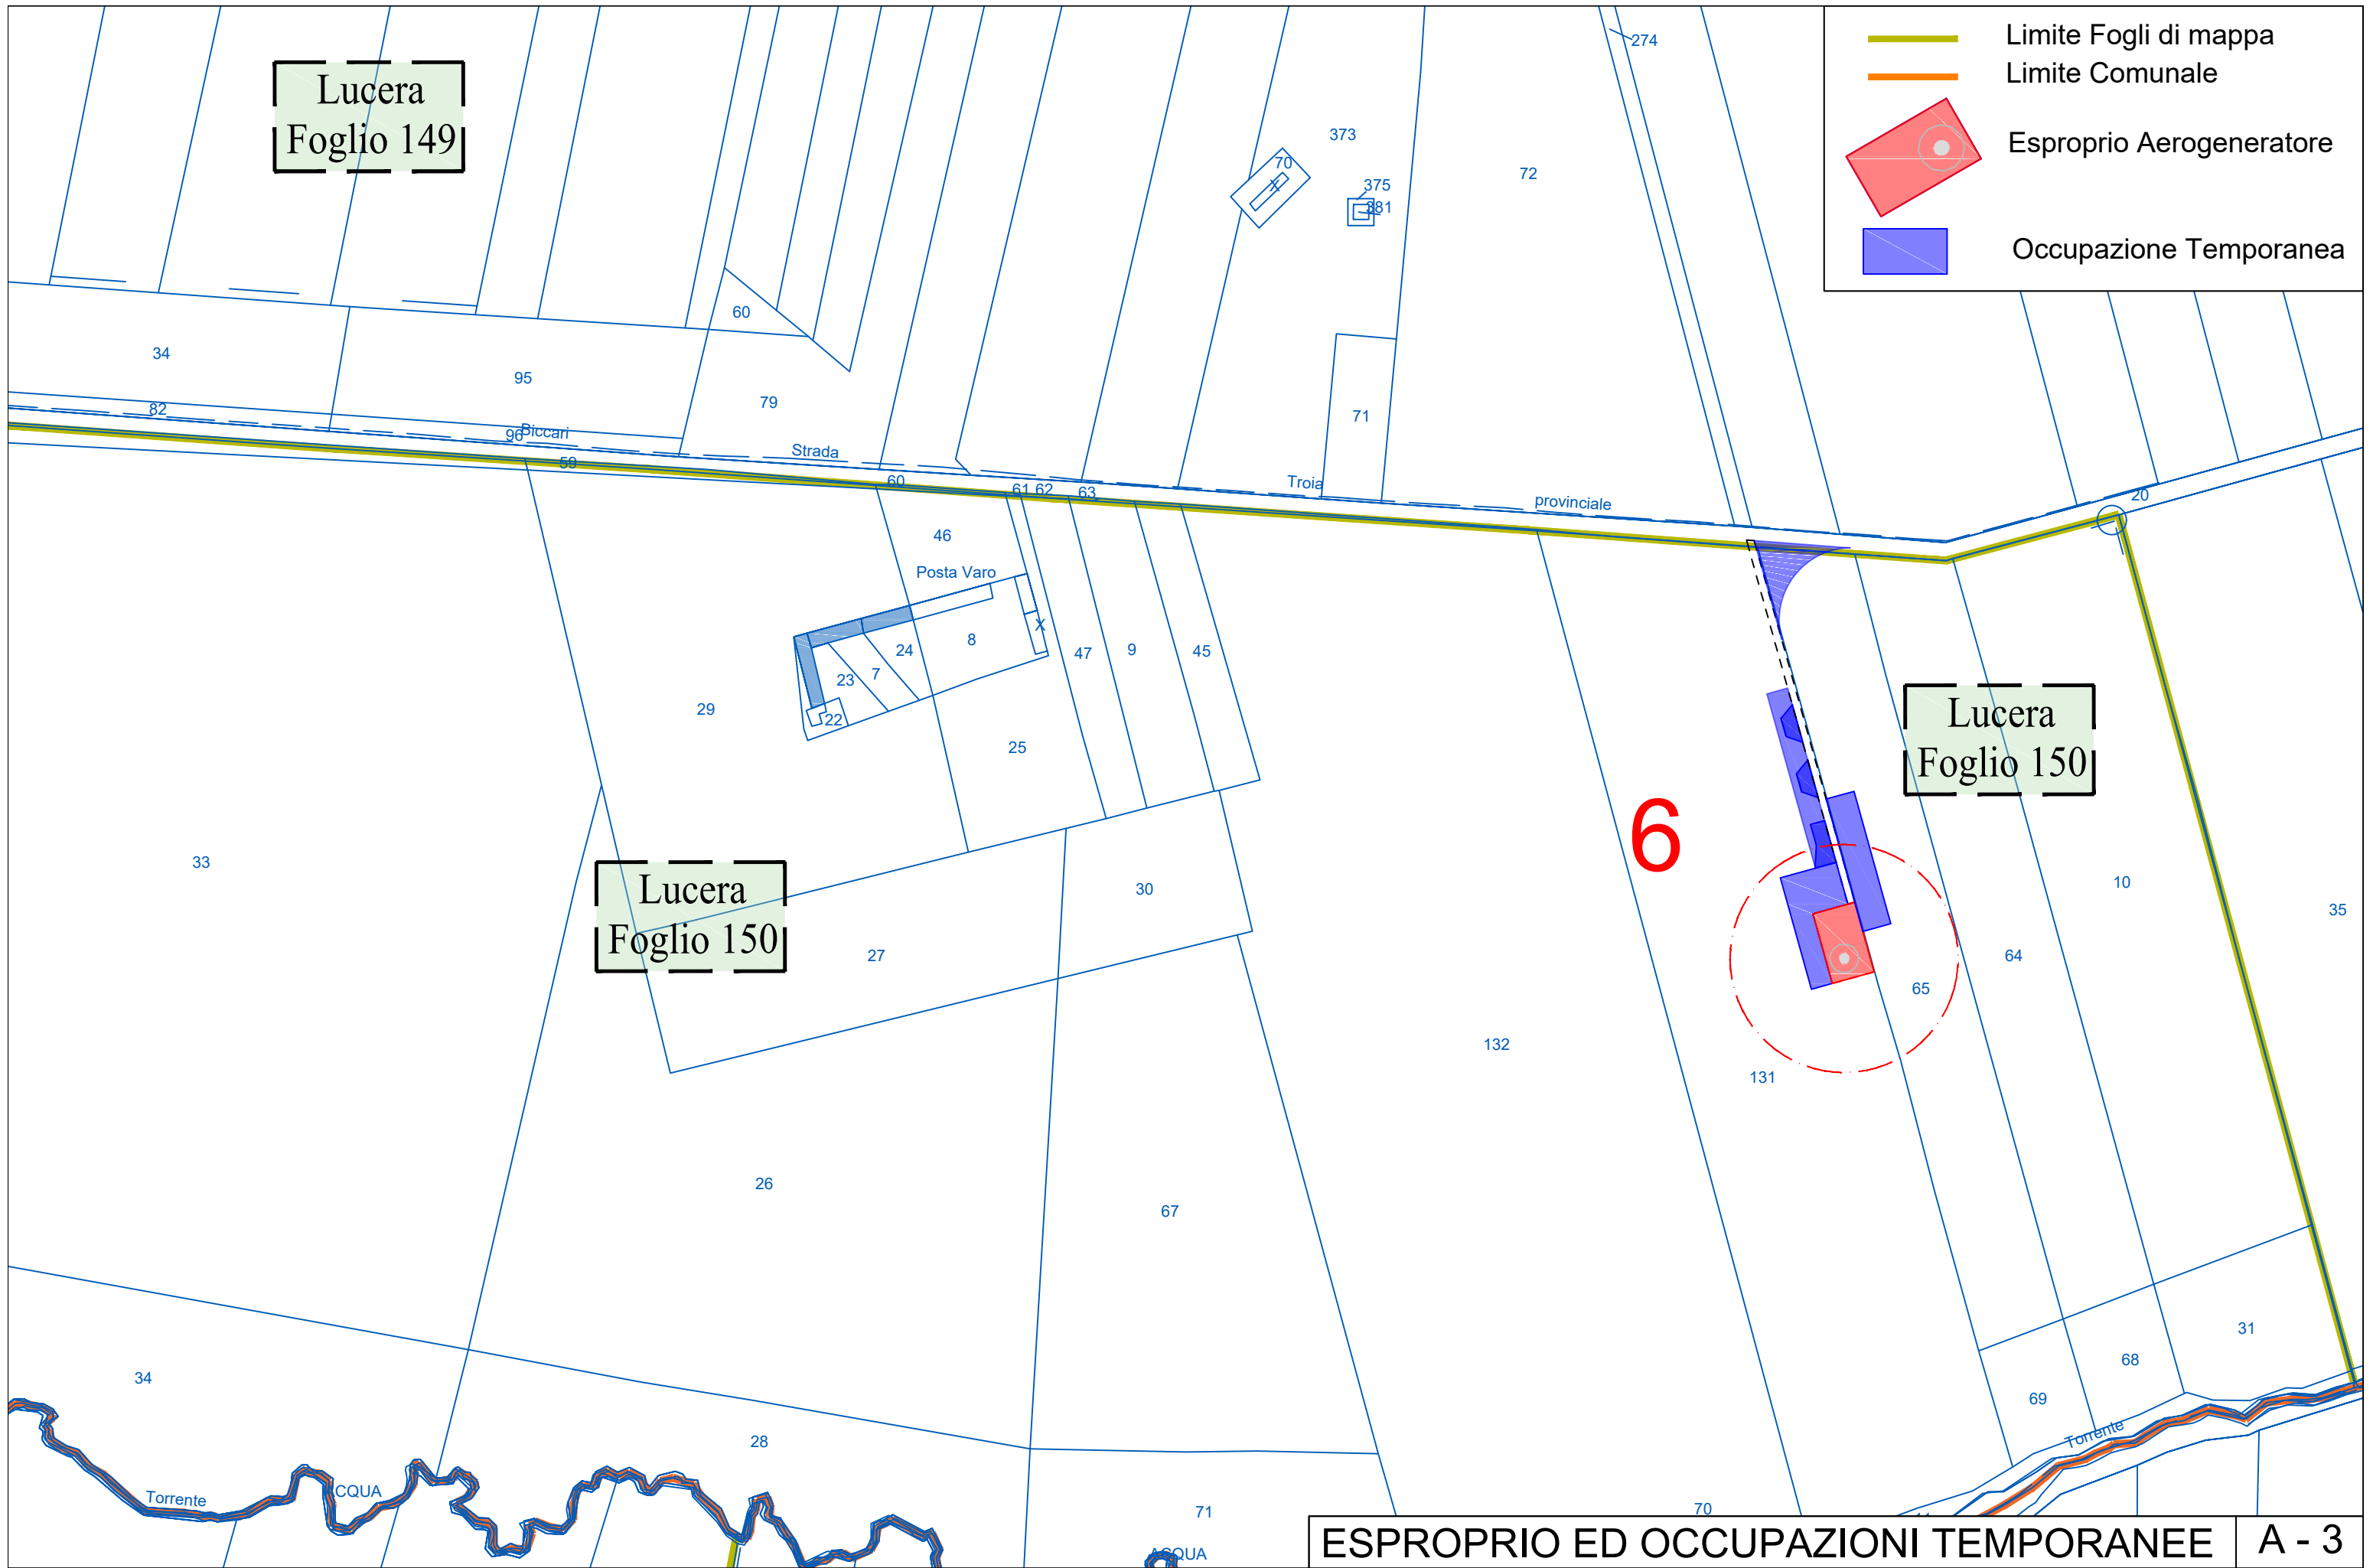 Limite Fogli di mappa
Limite Comunale
Esproprio Aerogeneratore
Occupazione Temporanea
Lucera
Foglio 149
274
373
70
X
375
381
72
60
34
95
79
71
82
96
Biccari
Strada
Troia
provinciale
20
59
60
61
62
63
46
Posta Varo
X
8
24
7
23
22
47
9
45
29
25
Lucera
Foglio 150
6
33
Lucera
Foglio 150
30
27
10
35
64
65
132
131
26
67
31
68
69
34
28
Torrente
Torrente
CQUA
71
70
ACQUA
ESPROPRIO ED OCCUPAZIONI TEMPORANEE
A - 3